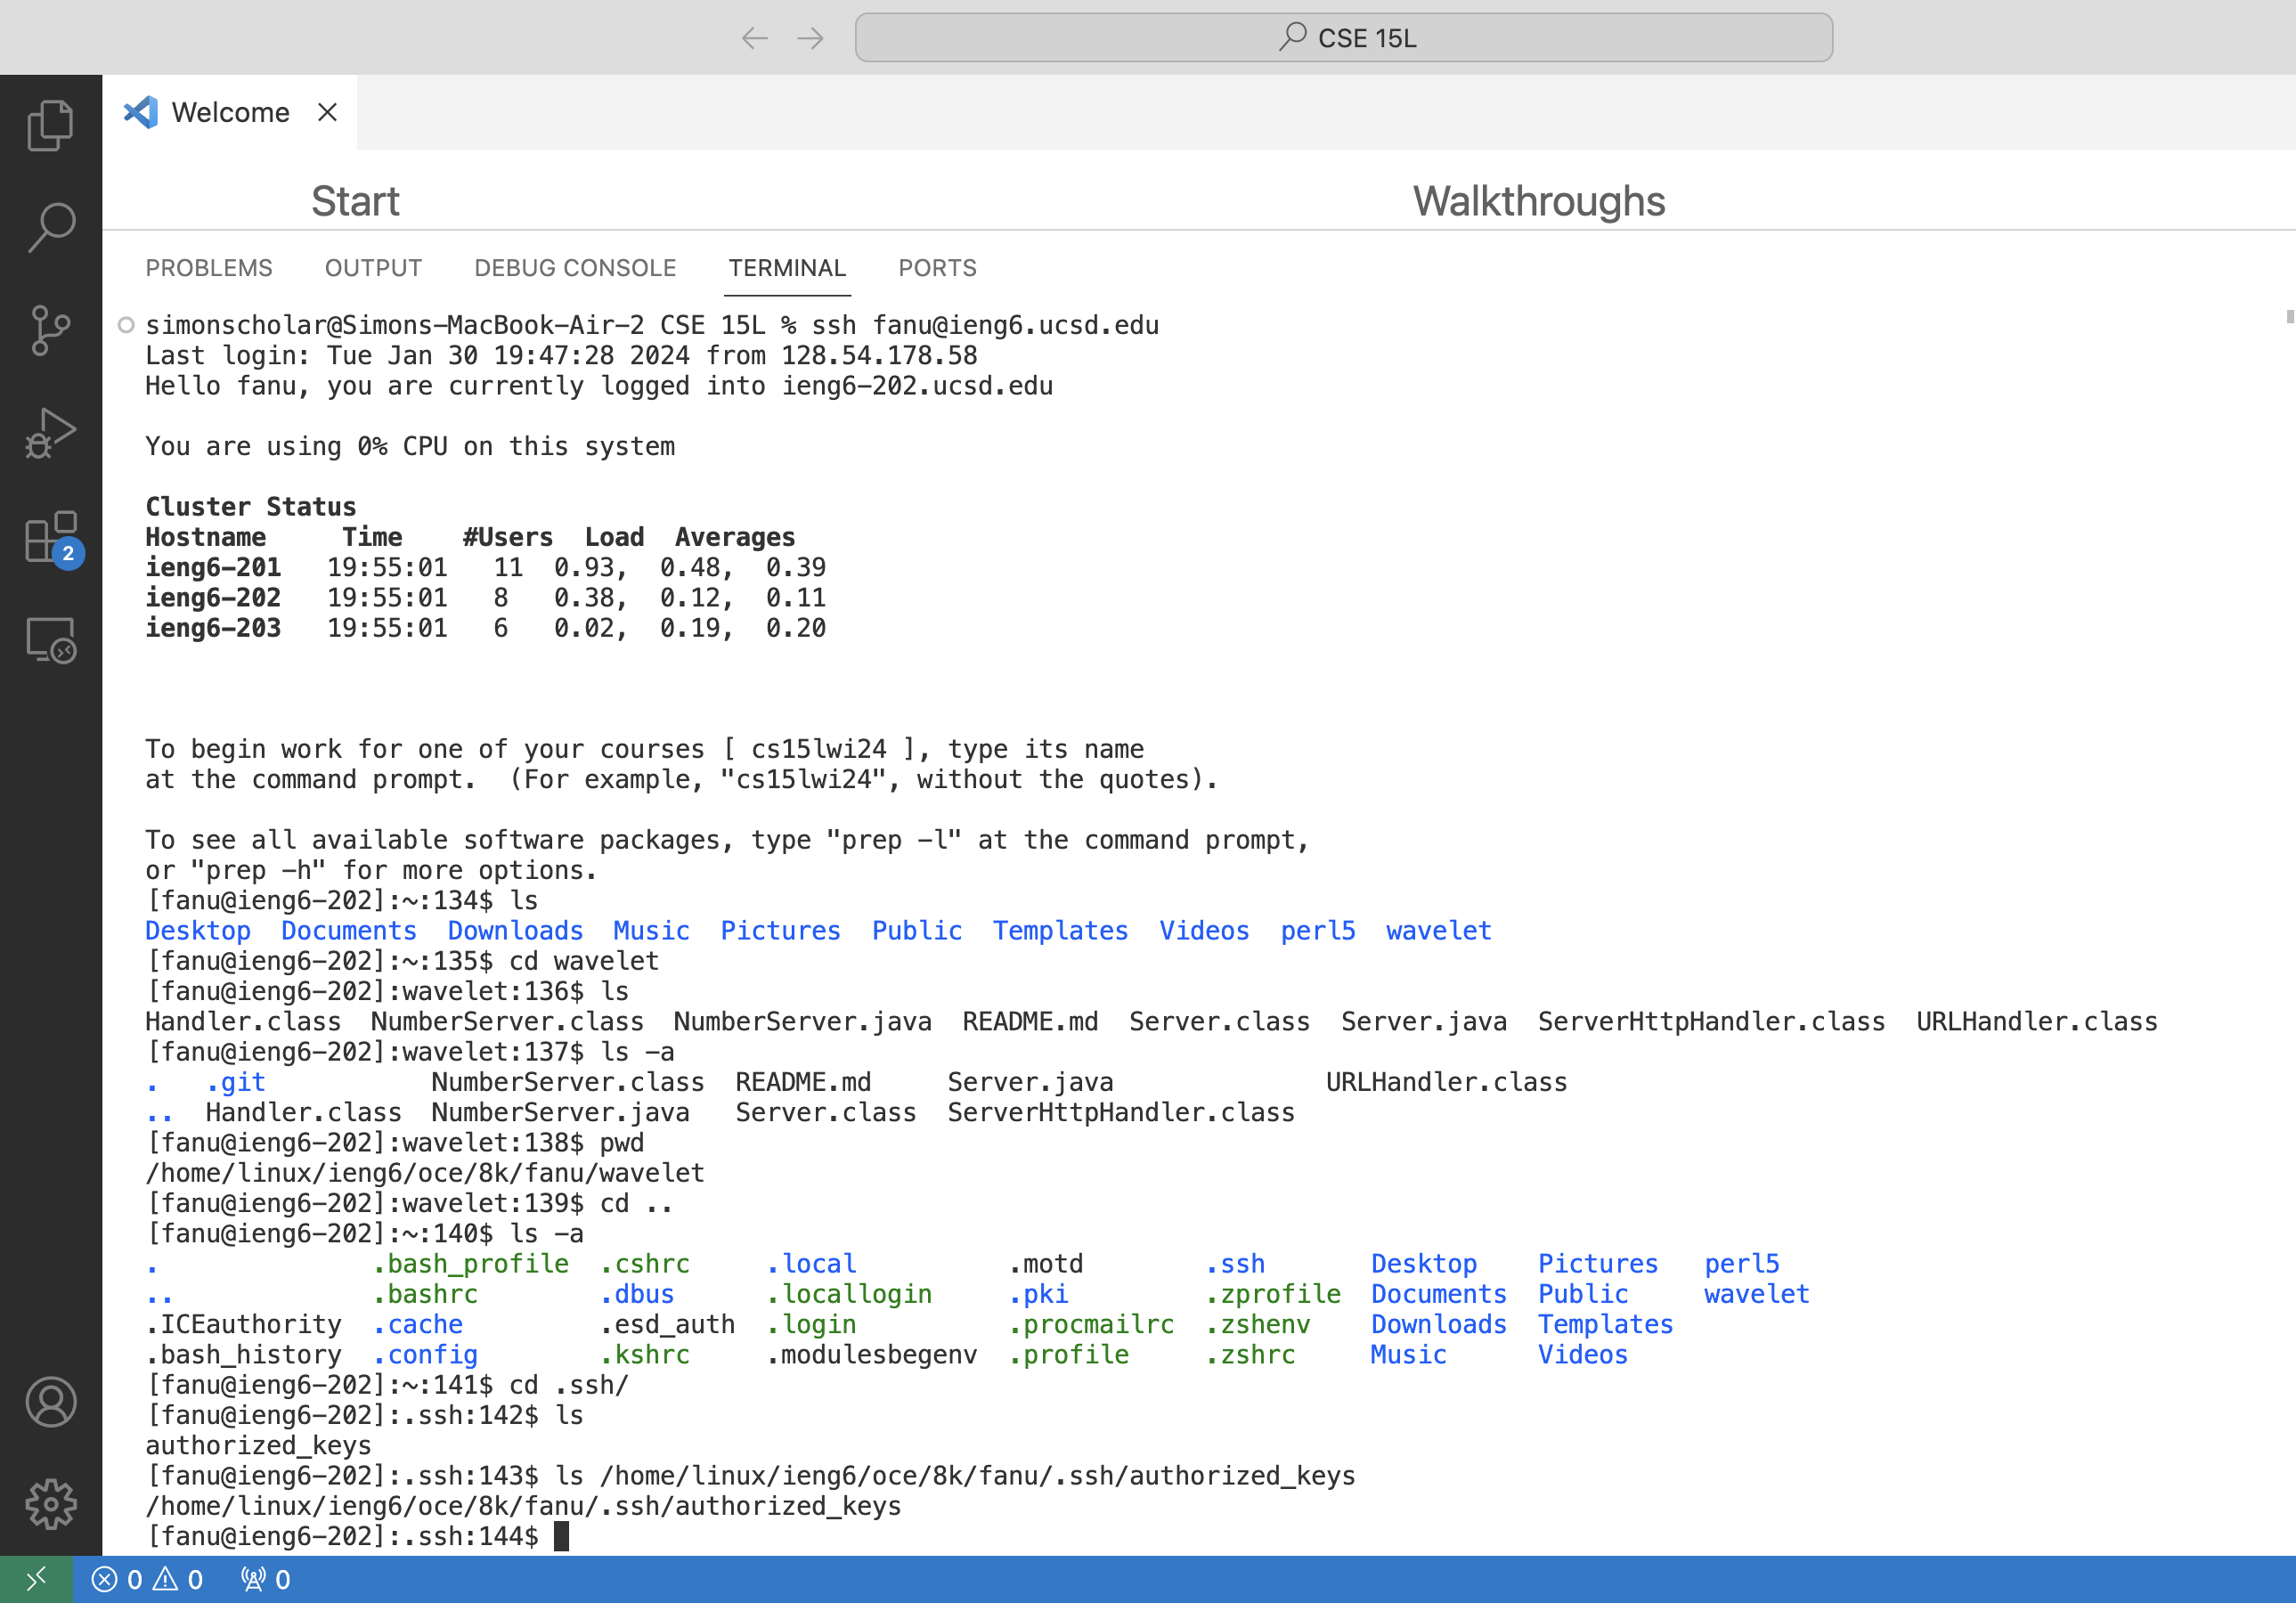 CSE 15L
Welcome
Start Walkthroughs
PROBLEMS OUTPUT DEBUG CONSOLE TERMINAL PORTS
simonscholar@Simons-MacBook-Air-2 CSE 15L % ssh fanu@ieng6.ucsd.edu
Last login: Tue Jan 30 19:47:28 2024 from 128.54.178.58
Hello fanu, you are currently logged into ieng6-202.ucsd.edu
You are using 0% CPU on this system
Cluster Status
Hostname     Time    #Users  Load  Averages
ieng6-201   19:55:01   11  0.93,  0.48,  0.39
ieng6-202   19:55:01   8   0.38,  0.12,  0.11
ieng6-203   19:55:01   6   0.02,  0.19,  0.20
To begin work for one of your courses [ cs15lwi24 ], type its name
at the command prompt.  (For example, "cs15lwi24", without the quotes).
To see all available software packages, type "prep -l" at the command prompt,
or "prep -h" for more options.
[fanu@ieng6-202]:~:134$ ls
Desktop  Documents  Downloads  Music  Pictures  Public  Templates  Videos  perl5  wavelet
[fanu@ieng6-202]:~:135$ cd wavelet
[fanu@ieng6-202]:wavelet:136$ ls
Handler.class  NumberServer.class  NumberServer.java  README.md  Server.class  Server.java  ServerHttpHandler.class  URLHandler.class
[fanu@ieng6-202]:wavelet:137$ ls -a
.   .git           NumberServer.class  README.md     Server.java              URLHandler.class
..  Handler.class  NumberServer.java   Server.class  ServerHttpHandler.class
[fanu@ieng6-202]:wavelet:138$ pwd
/home/linux/ieng6/oce/8k/fanu/wavelet
[fanu@ieng6-202]:wavelet:139$ cd ..
[fanu@ieng6-202]:~:140$ ls -a
.              .bash_profile  .cshrc     .local          .motd        .ssh       Desktop    Pictures   perl5
..             .bashrc        .dbus      .locallogin     .pki         .zprofile  Documents  Public     wavelet
.ICEauthority  .cache         .esd_auth  .login          .procmailrc  .zshenv    Downloads  Templates
.bash_history  .config        .kshrc     .modulesbegenv  .profile     .zshrc     Music      Videos
[fanu@ieng6-202]:~:141$ cd .ssh/
[fanu@ieng6-202]:.ssh:142$ ls
authorized_keys
[fanu@ieng6-202]:.ssh:143$ ls /home/linux/ieng6/oce/8k/fanu/.ssh/authorized_keys
/home/linux/ieng6/oce/8k/fanu/.ssh/authorized_keys
[fanu@ieng6-202]:.ssh:144$
2
0 0 0